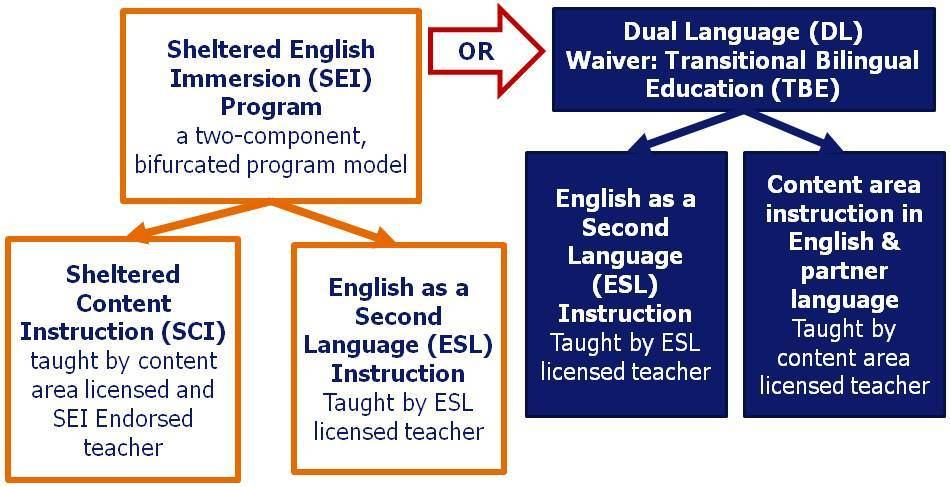 Sheltered English
Immersion (SEI)
Program
a two-component,
bifurcated program model
OR
Dual Language (DL)
Waiver: Transitional Bilingual
Education (TBE)
Sheltered
Content
Instruction (SCI)
taught by content
area licensed and
SEI Endorsed
teacher
English as a
Second
Language (ESL)
Instruction
Taught by ESL
licensed teacher
English as a
Second
Language
(ESL)
Instruction
Taught by ESL
licensed teacher
Content area
instruction in
English &
partner
language
Taught by
content area
licensed teacher